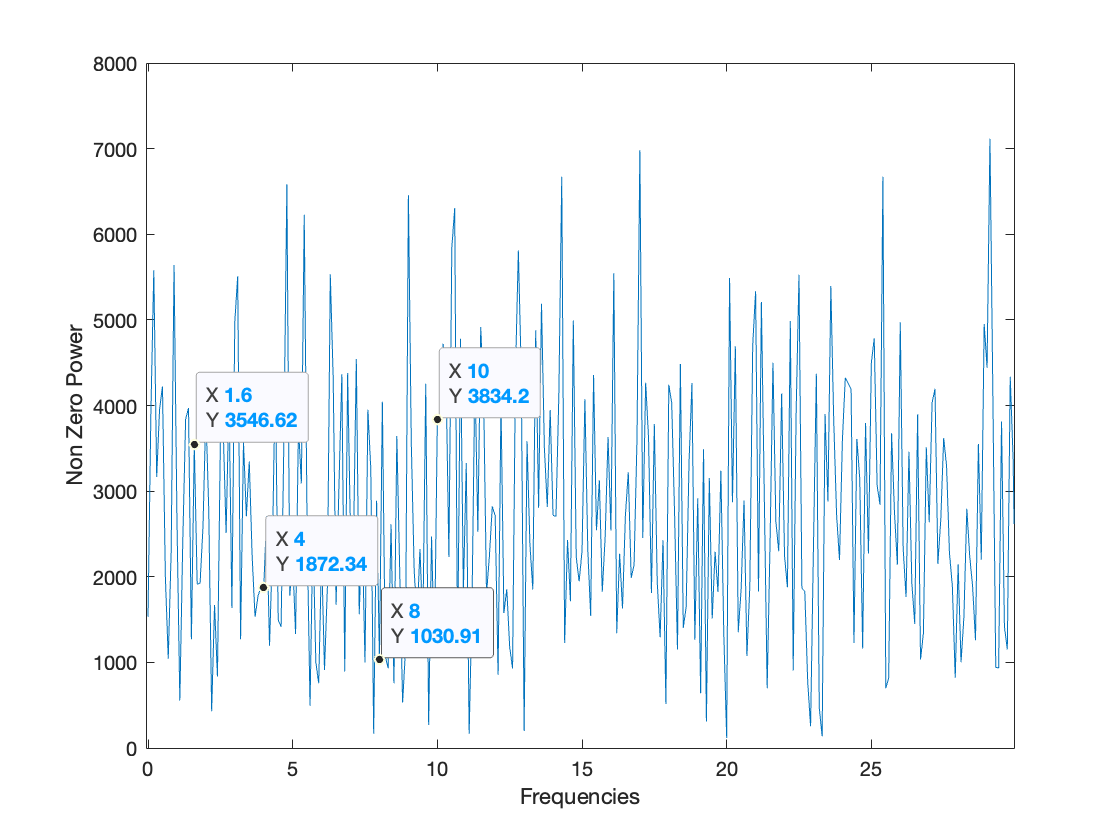 8000
7000
6000
5000
4000
3000
2000
1000
0
Non Zero Power
X 1.6
Y 3546.62
X 10
Y 3834.2
X 4
Y 1872.34
X 8
Y 1030.91
0 5 10 15 20 25
Frequencies